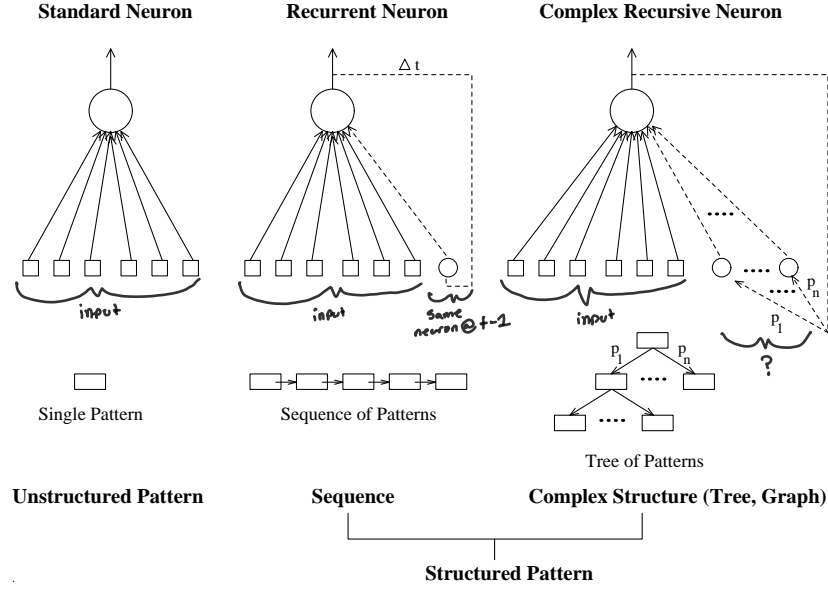 Standard Neuron
Recurrent Neuron
Complex Recursive Neuron
Δ t
....
....
....
input
input
same
neuron@t-1
input
p1
pn
?
p1
pn
....
....
Single Pattern
Sequence of Patterns
Tree of Patterns
Unstructured Pattern
Sequence
Complex Structure (Tree, Graph)
Structured Pattern